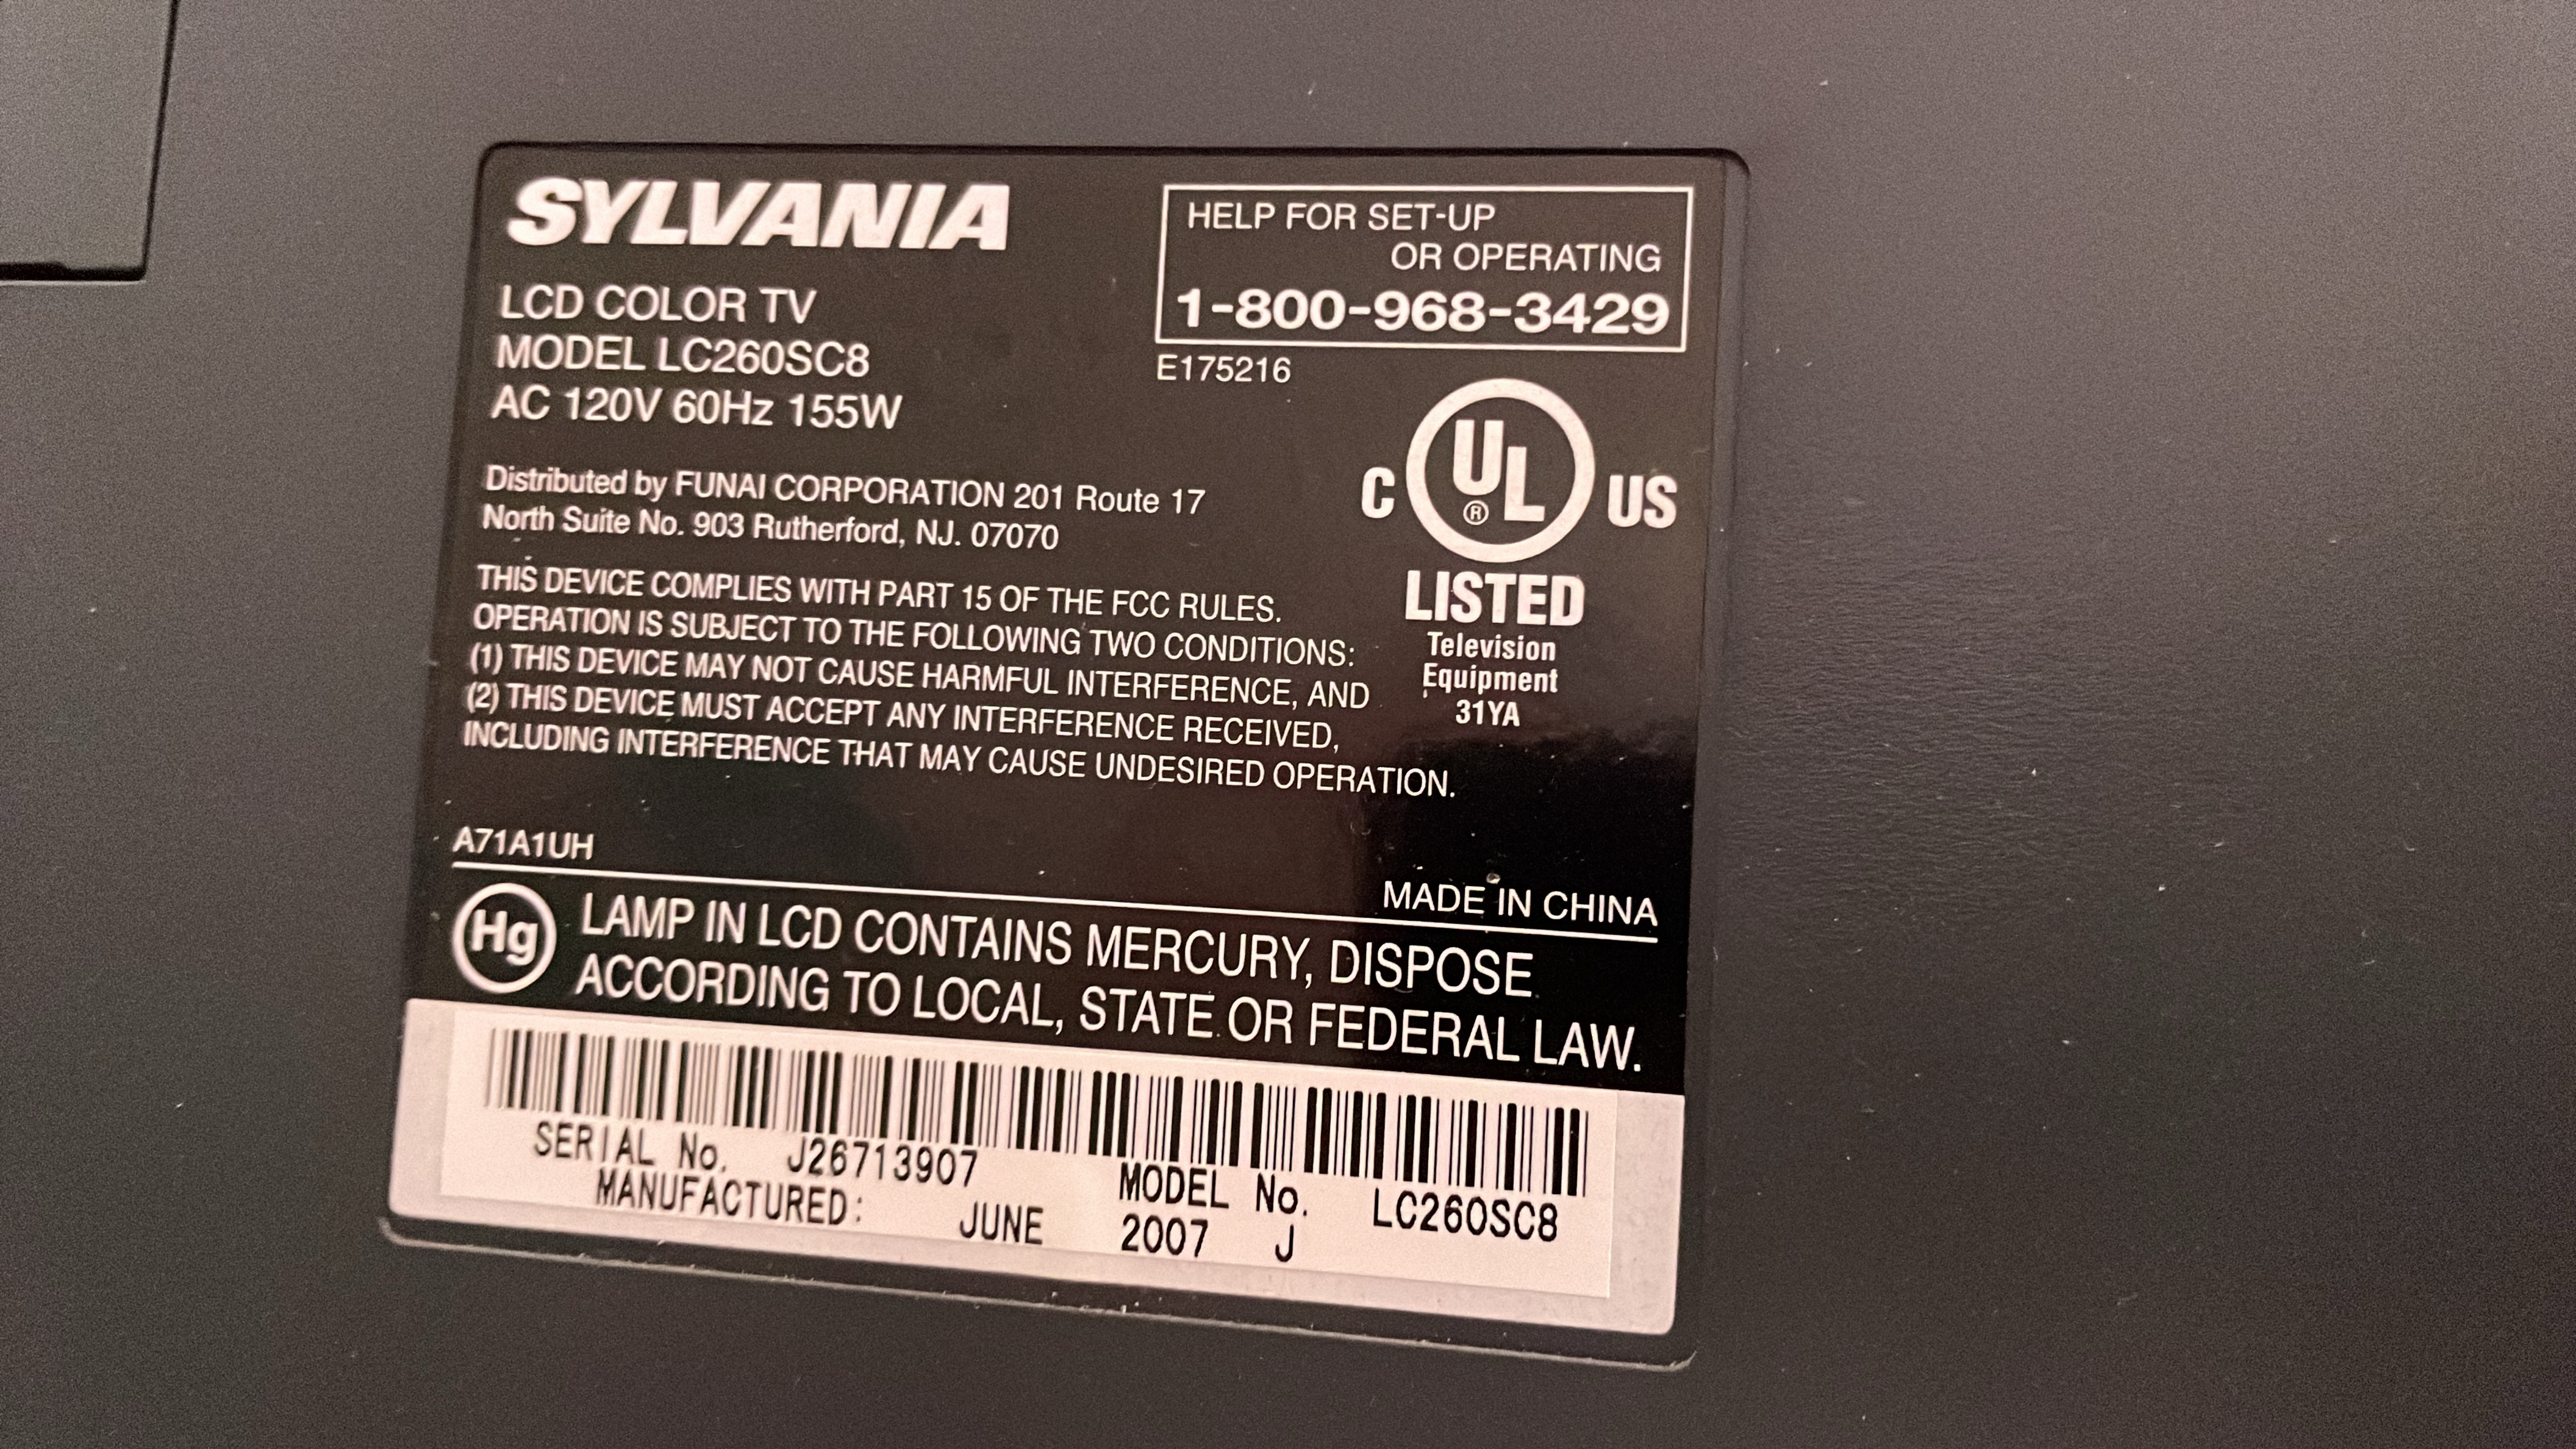 SYLVANIA
LCD COLOR TV
MODEL LC260SC8
AC 120V 60Hz 155W
HELP FOR SET-UP
OR OPERATING
1-800-968-3429
E175216
C UL ® US
LISTED
Television
Equipment
31YA
Distributed by FUNAI CORPORATION 201 Route 17
North Suite No. 903 Rutherford, NJ. 07070
THIS DEVICE COMPLIES WITH PART 15 OF THE FCC RULES.
OPERATION IS SUBJECT TO THE FOLLOWING TWO CONDITIONS:
(1) THIS DEVICE MAY NOT CAUSE HARMFUL INTERFERENCE, AND
(2) THIS DEVICE MUST ACCEPT ANY INTERFERENCE RECEIVED,
INCLUDING INTERFERENCE THAT MAY CAUSE UNDESIRED OPERATION.
A71A1UH
MADE IN CHINA
Hg
LAMP IN LCD CONTAINS MERCURY, DISPOSE
ACCORDING TO LOCAL, STATE OR FEDERAL LAW.
SERIAL No. J26713907 MODEL No. LC260SC8
MANUFACTURED: JUNE 2007 J